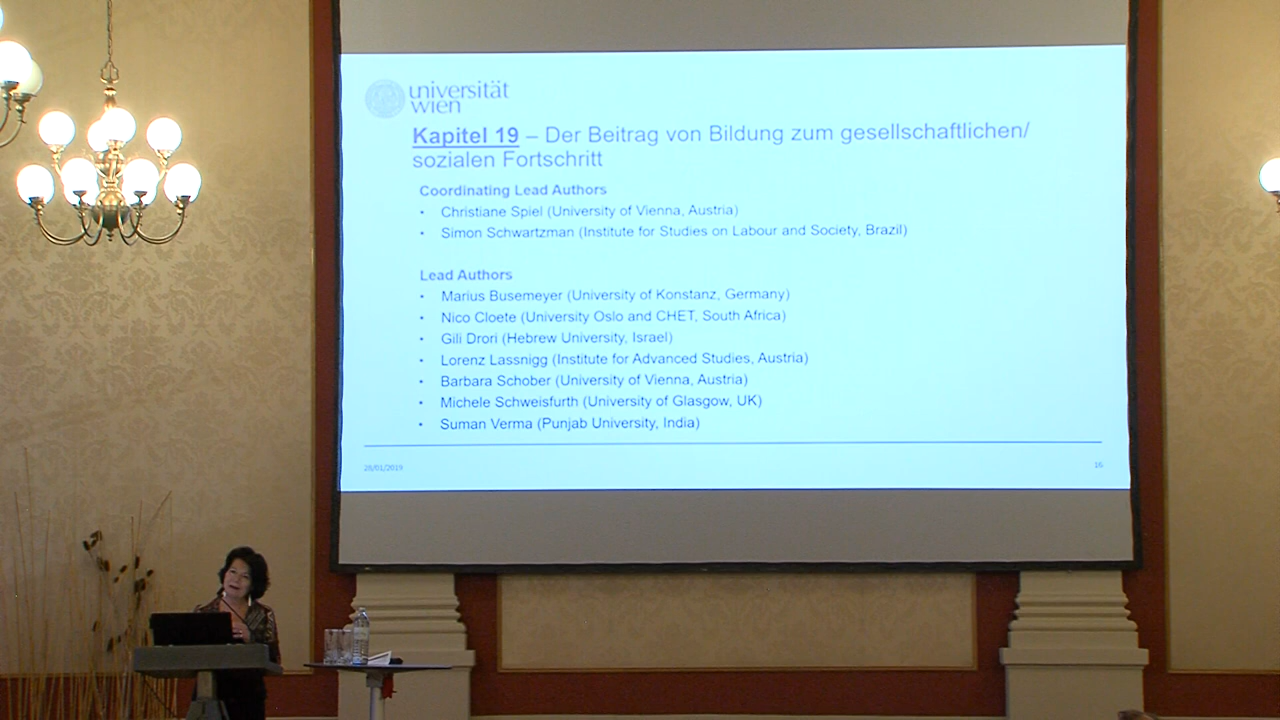 universität
wien
Kapitel 19 – Der Beitrag von Bildung zum gesellschaftlichen/
sozialen Fortschritt
Coordinating Lead Authors
• Christiane Spiel (University of Vienna, Austria)
• Simon Schwartzman (Institute for Studies on Labour and Society, Brazil)
Lead Authors
• Marius Busemeyer (University of Konstanz, Germany)
• Nico Cloete (University Oslo and CHET, South Africa)
• Gili Drori (Hebrew University, Israel)
• Lorenz Lassnigg (Institute for Advanced Studies, Austria)
• Barbara Schober (University of Vienna, Austria)
• Michele Schweisfurth (University of Glasgow, UK)
• Suman Verma (Punjab University, India)
28/01/2019
16